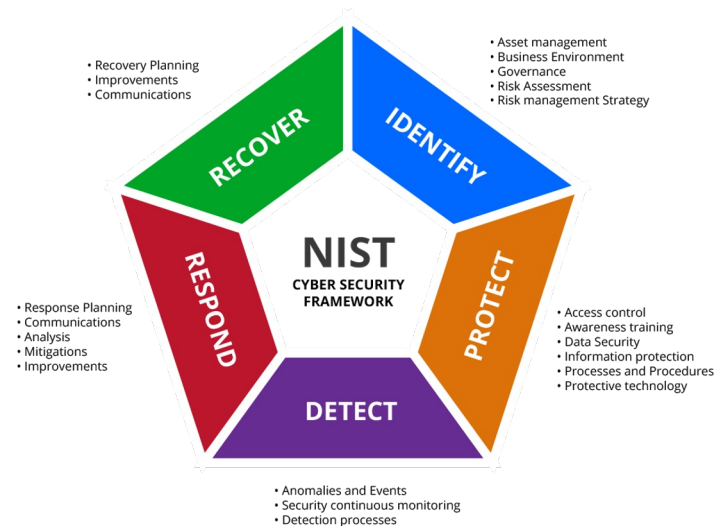 • Recovery Planning
• Improvements
• Communications
• Asset management
• Business Environment
• Governance
• Risk Assessment
• Risk management Strategy
RECOVER
IDENTIFY
NIST
CYBER SECURITY
FRAMEWORK
RESPOND
PROTECT
• Response Planning
• Communications
• Analysis
• Mitigations
• Improvements
• Access control
• Awareness training
• Data Security
• Information protection
• Processes and Procedures
• Protective technology
DETECT
• Anomalies and Events
• Security continuous monitoring
• Detection processes